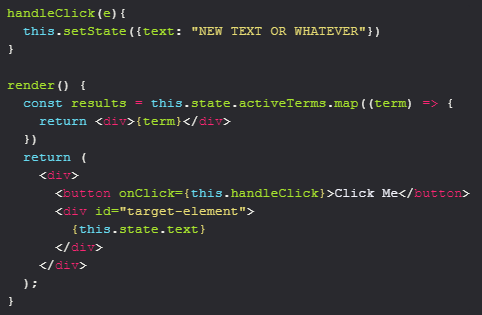 handleClick(e){
  this.setState({text: "NEW TEXT OR WHATEVER"})
}

render() {
  const results = this.state.activeTerms.map((term) => {
    return <div>{term}</div>
  })
  return (
    <div>
      <button onClick={this.handleClick}>Click Me</button>
      <div id="target-element">
        {this.state.text}
      </div>
    </div>
  );
}